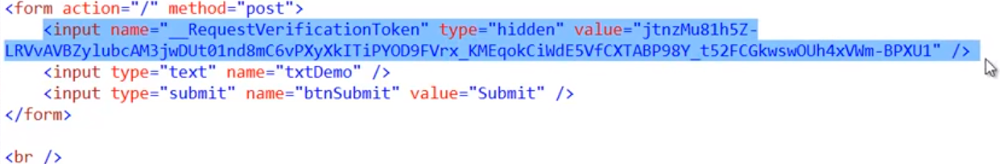 <form action="/" method="post">
<input name="__RequestVerificationToken" type="hidden" value="jtnzMu81h5Z-
LRVvAVBZylubcAM3jwDUt01nd8mC6vPXyXkITiPYOD9FVrx_KMEqokCiWdE5VfCXTABP98Y_t52FCGkwswOUh4xVWm-BPXU1" />
<input type="text" name="txtDemo" />
<input type="submit" name="btnSubmit" value="Submit" />
</form>
<br />